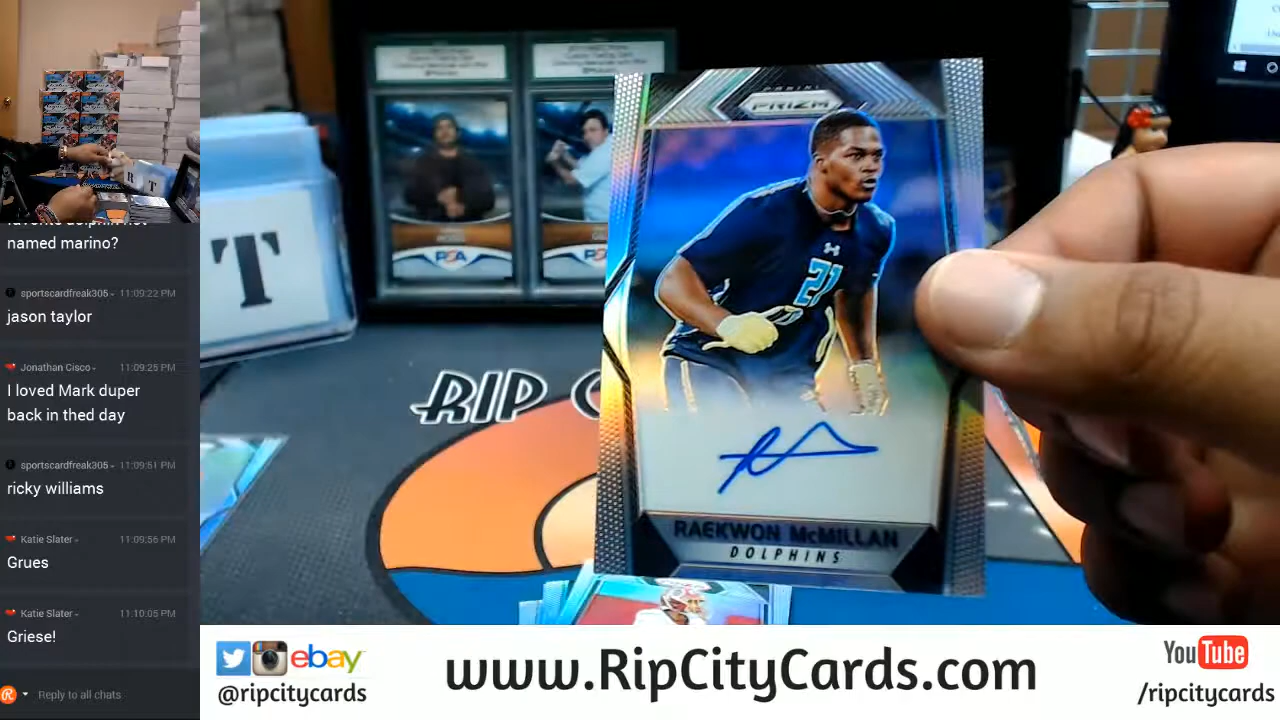 named marino?
sportscardfreak305 - 11:09:22 PM
jason taylor
Jonathan Cisco - 11:09:25 PM
I loved Mark duper
back in thed day
sportscardfreak305 - 11:09:51 PM
ricky williams
Katie Slater - 11:09:56 PM
Grues
Katie Slater - 11:10:05 PM
Griese!
Reply to all chats
R T
T
PSA
PSA
RIP C
PANINI
PRIZM
21
RAEKWON McMILLAN
DOLPHINS
ebay
@ripcitycards
www.RipCityCards.com
YouTube
/ripcitycards